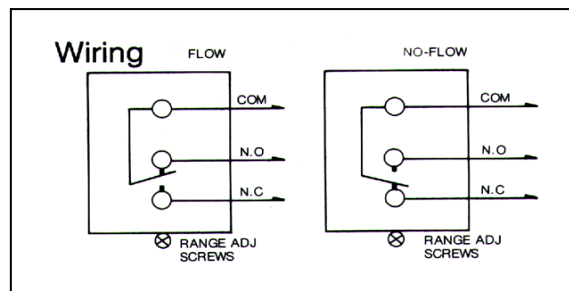 Wiring
FLOW
COM
N.O
N.C
RANGE ADJ
SCREWS
NO-FLOW
COM
N.O
N.C
RANGE ADJ
SCREWS